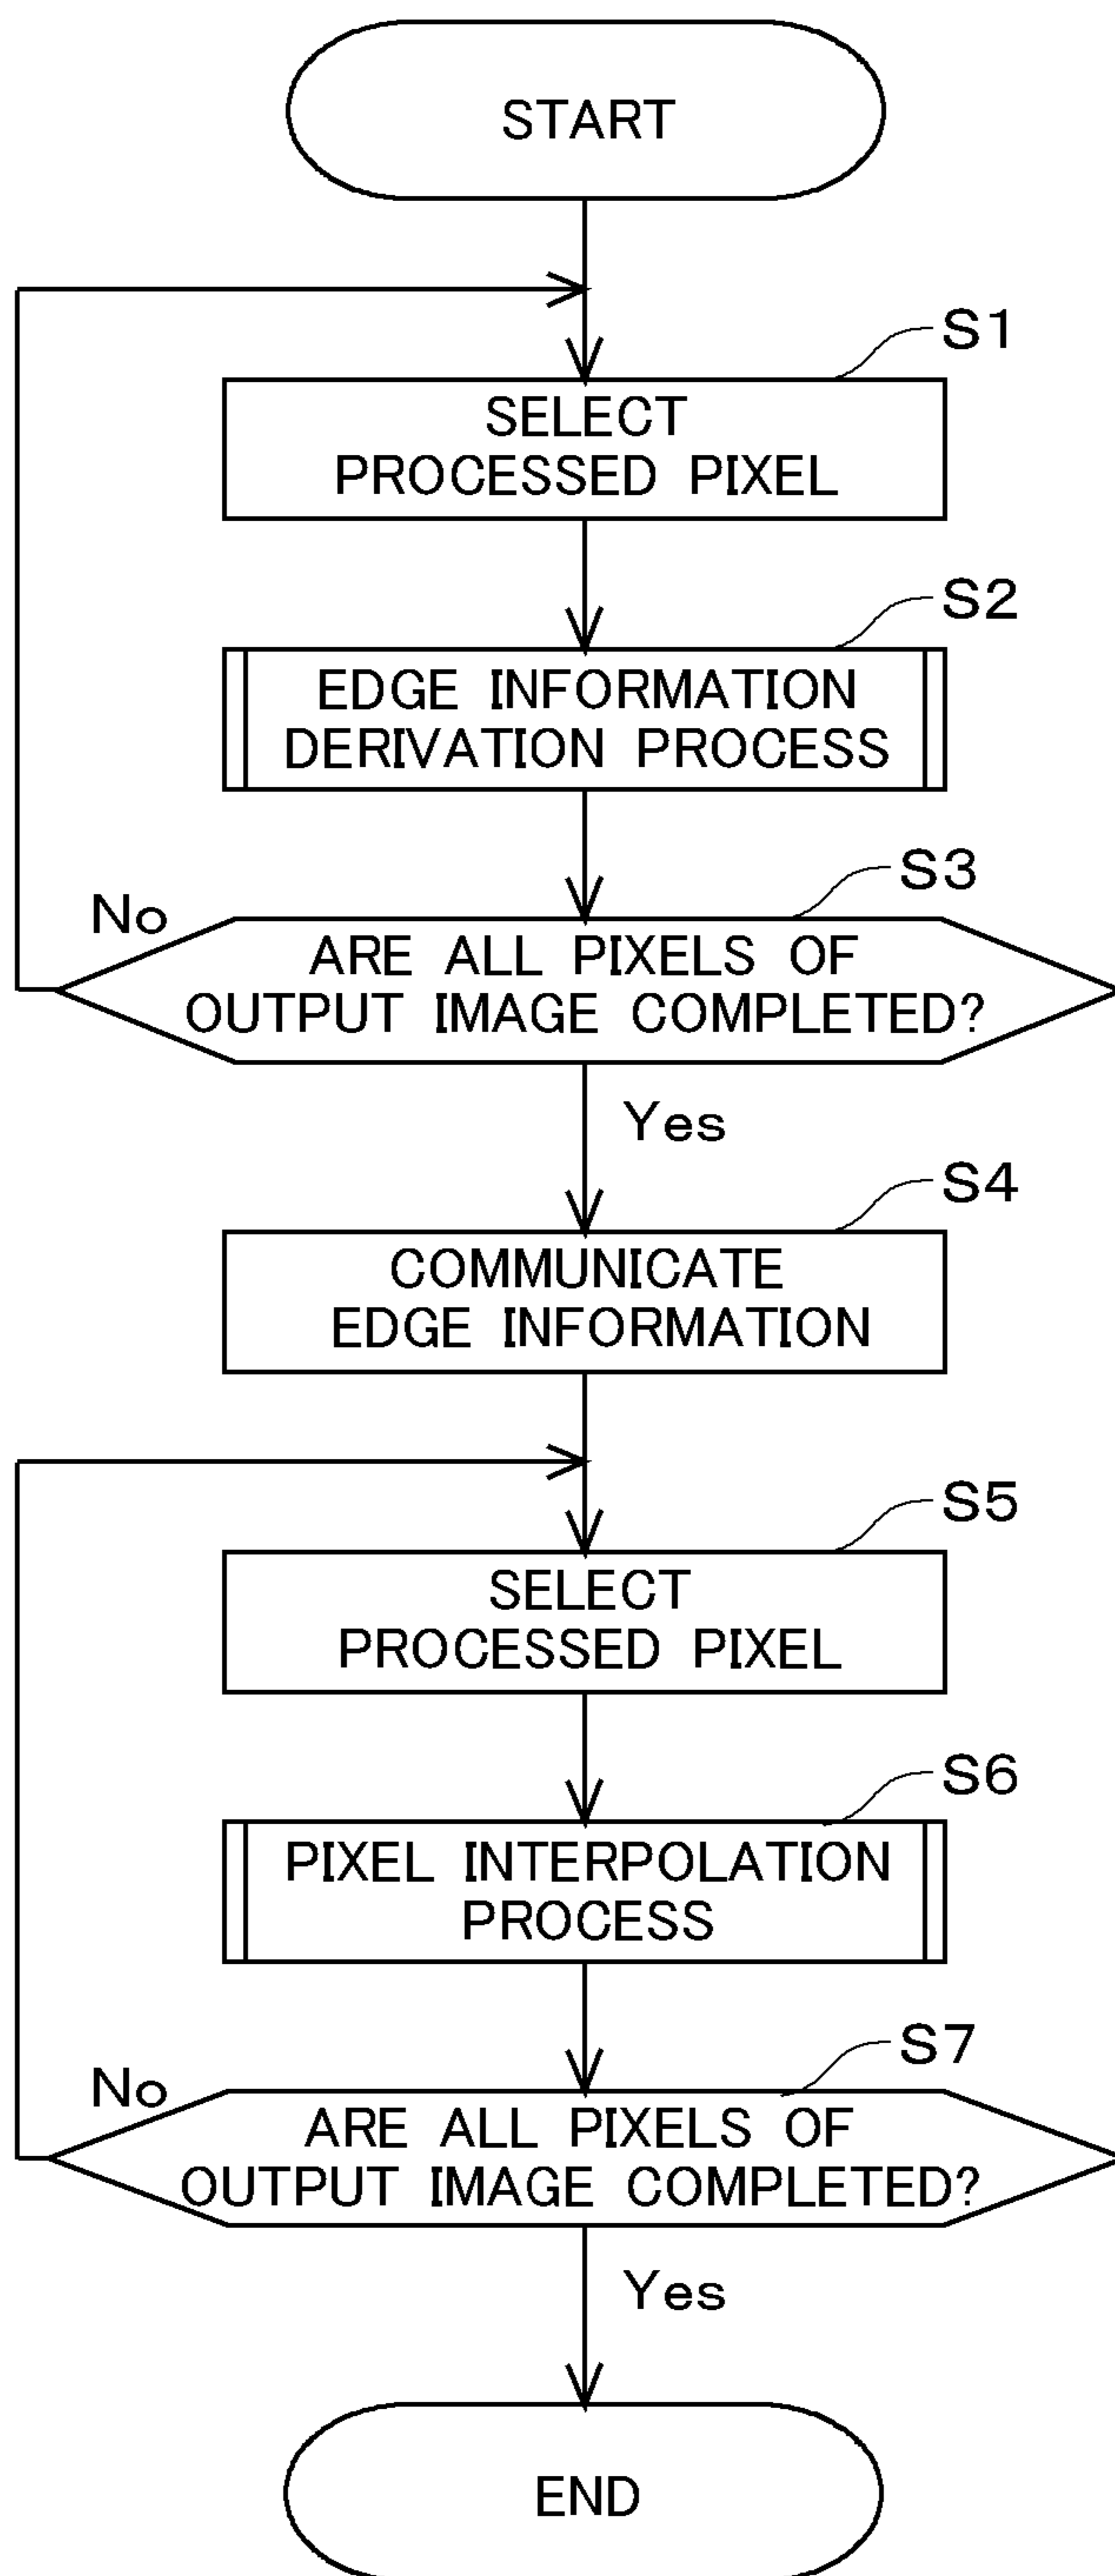 START
S1
SELECT
PROCESSED PIXEL
S2
EDGE INFORMATION
DERIVATION PROCESS
S3
No
ARE ALL PIXELS OF
OUTPUT IMAGE COMPLETED?
Yes
S4
COMMUNICATE
EDGE INFORMATION
S5
SELECT
PROCESSED PIXEL
S6
PIXEL INTERPOLATION
PROCESS
S7
No
ARE ALL PIXELS OF
OUTPUT IMAGE COMPLETED?
Yes
END